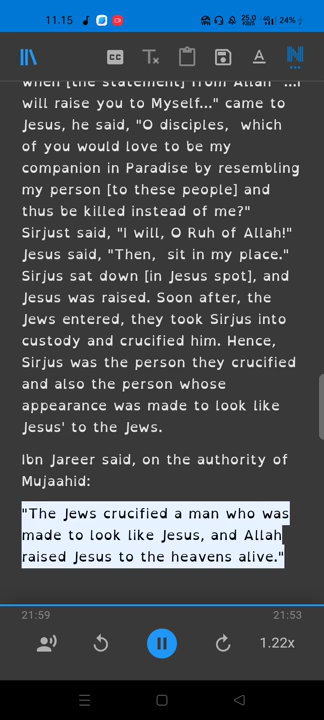 11.15
25.0
KB/S
4G
24%
CC
T
A
N
when [the statement] from Allah "...I
will raise you to Myself..." came to
Jesus, he said, "O disciples, which
of you would love to be my
companion in Paradise by resembling
my person [to these people] and
thus be killed instead of me?"
Sirjust said, "I will, O Ruh of Allah!"
Jesus said, "Then, sit in my place."
Sirjus sat down [in Jesus spot], and
Jesus was raised. Soon after, the
Jews entered, they took Sirjus into
custody and crucified him. Hence,
Sirjus was the person they crucified
and also the person whose
appearance was made to look like
Jesus' to the Jews.
Ibn Jareer said, on the authority of
Mujaahid:
"The Jews crucified a man who was
made to look like Jesus, and Allah
raised Jesus to the heavens alive."
21:59
21:53
1.22x